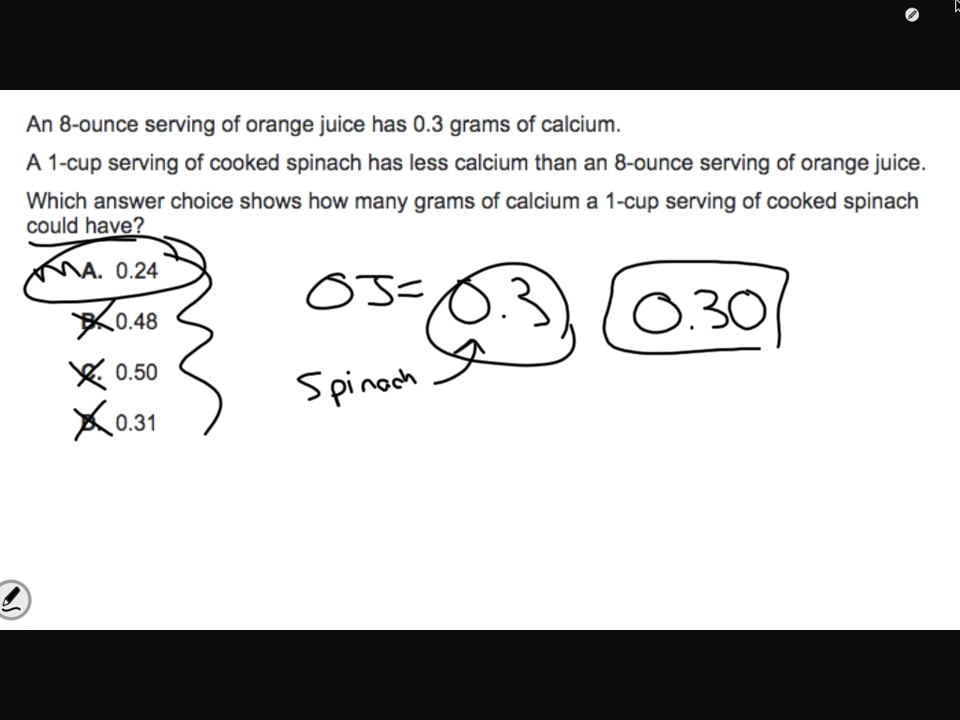 An 8-ounce serving of orange juice has 0.3 grams of calcium.
A 1-cup serving of cooked spinach has less calcium than an 8-ounce serving of orange juice.
Which answer choice shows how many grams of calcium a 1-cup serving of cooked spinach
could have?
A. 0.24
B. 0.48
C. 0.50
D. 0.31
OJ= 0.3 0.30
Spinach